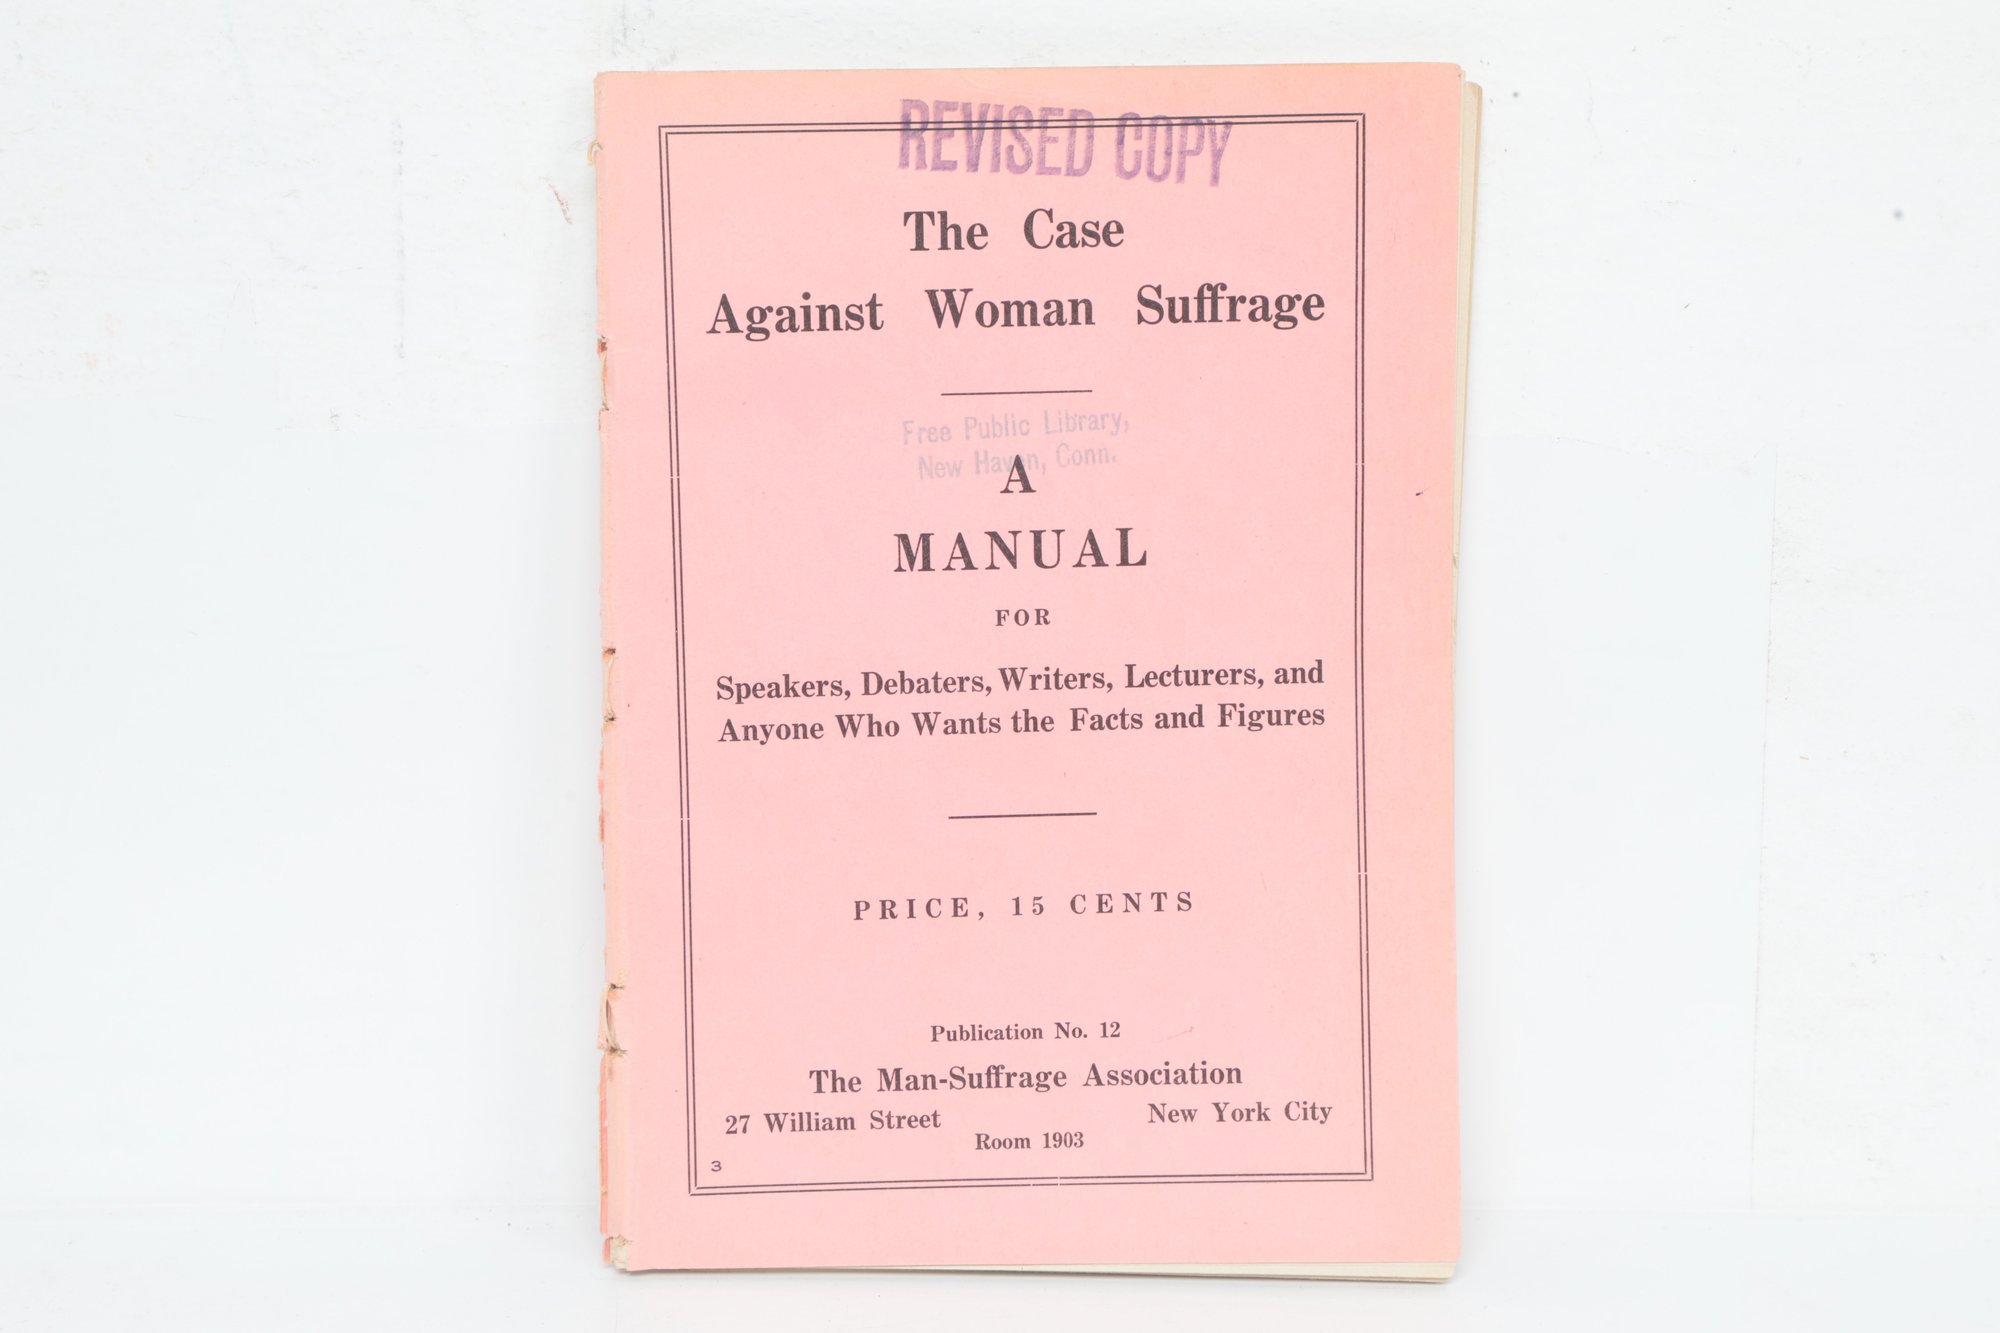 REVISED COPY
The Case
Against Woman Suffrage
Free Public Library,
New Haven, Conn.
A
MANUAL
FOR
Speakers, Debaters, Writers, Lecturers, and
Anyone Who Wants the Facts and Figures
PRICE, 15 CENTS
Publication No. 12
The Man-Suffrage Association
27 William Street New York City
Room 1903
3